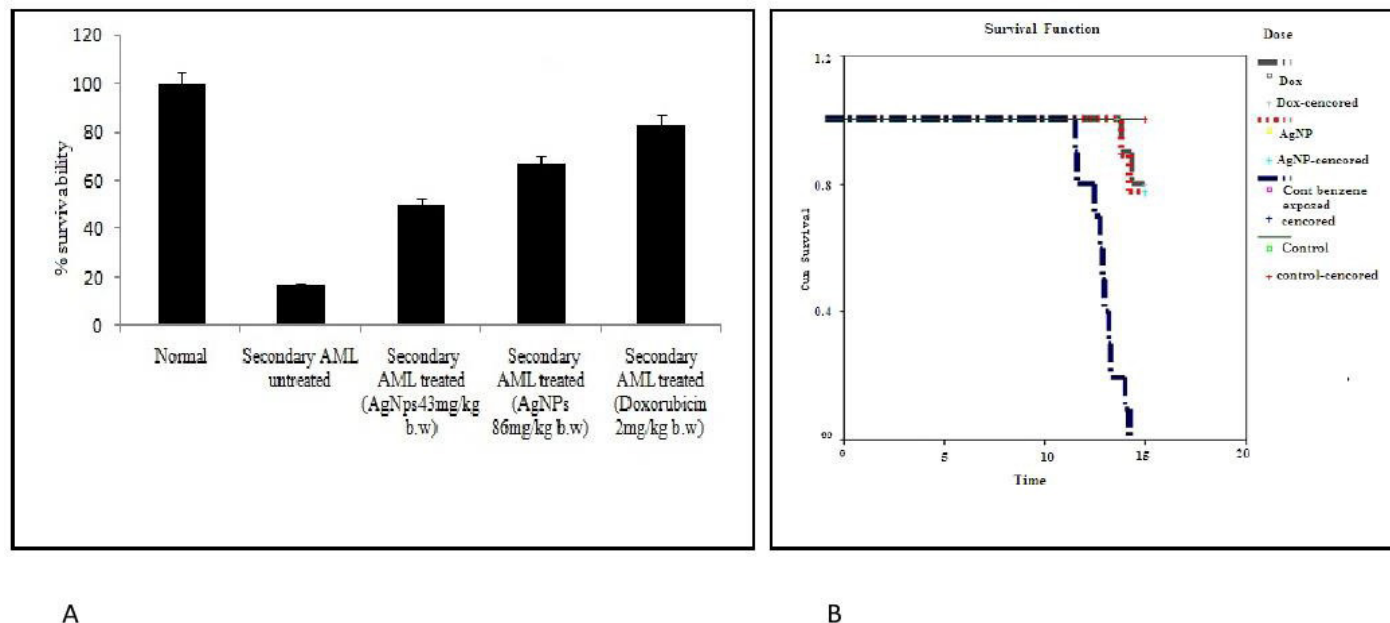 120
100
80
60
40
20
0
% survivability
Normal
Secondary AML
untreated
Secondary
AML treated
(AgNps43mg/kg
b.w)
Secondary
AML treated
(AgNPs
86mg/kg b.w)
Secondary
AML treated
(Doxorubicin
2mg/kg b.w)
A
Survival Function
1.2
1.0
0.8
0.4
Cum Survival
0
5
10
15
20
Time
Dose
Dox
Dox-cencored
AgNP
AgNP-cencored
Cont benzene
expozed
cencored
Control
control-cencored
B